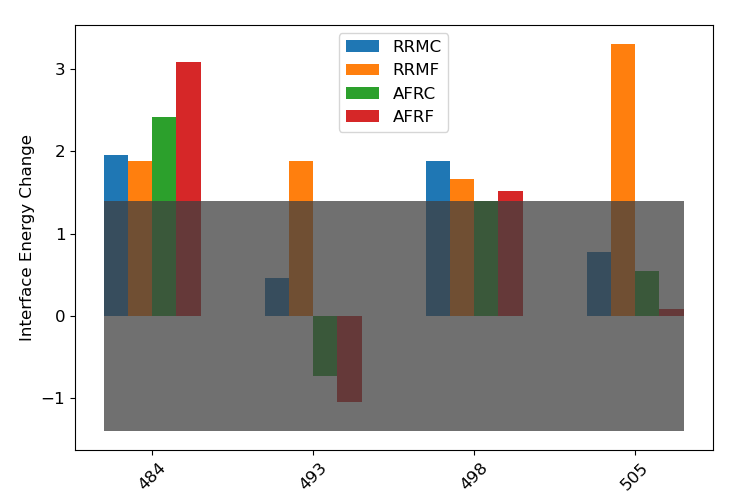 RRMC
RRMF
AFRC
AFRF
Interface Energy Change
3
2
1
0
−1
484
493
498
505